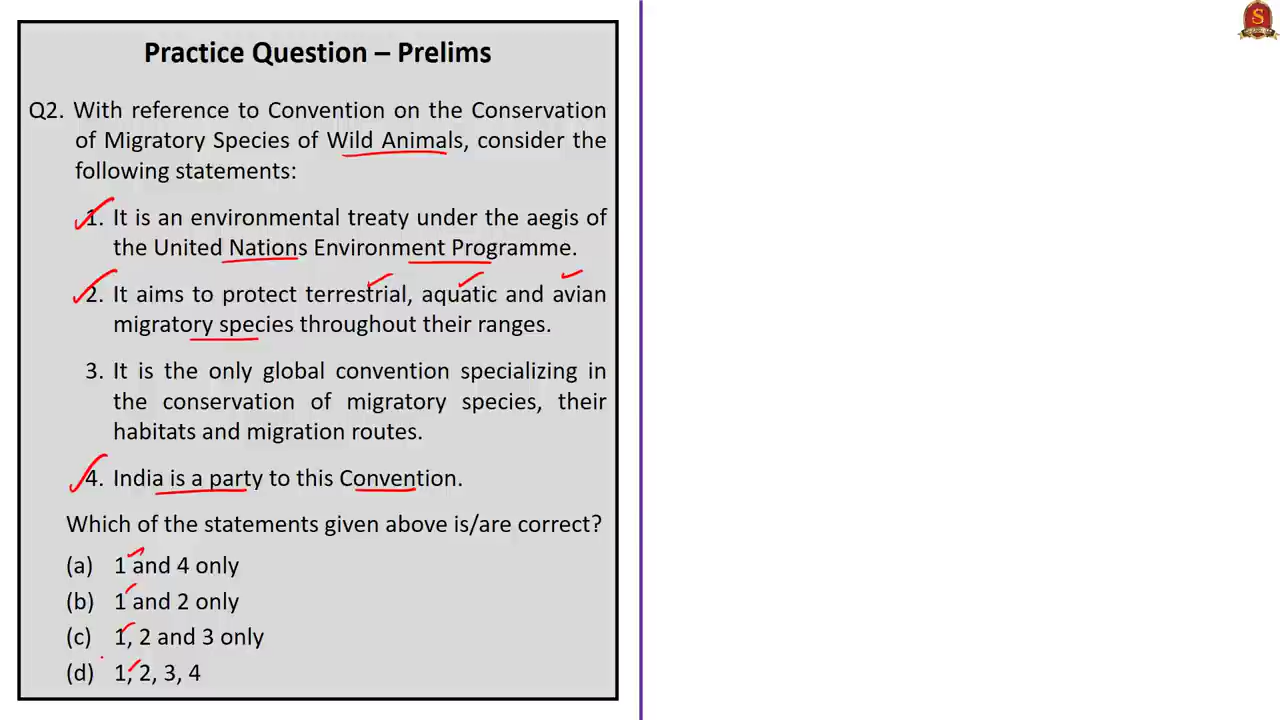 Practice Question – Prelims
Q2. With reference to Convention on the Conservation
of Migratory Species of Wild Animals, consider the
following statements:
1. It is an environmental treaty under the aegis of
the United Nations Environment Programme.
2. It aims to protect terrestrial, aquatic and avian
migratory species throughout their ranges.
3. It is the only global convention specializing in
the conservation of migratory species, their
habitats and migration routes.
4. India is a party to this Convention.
Which of the statements given above is/are correct?
(a) 1 and 4 only
(b) 1 and 2 only
(c) 1, 2 and 3 only
(d) 1, 2, 3, 4
S